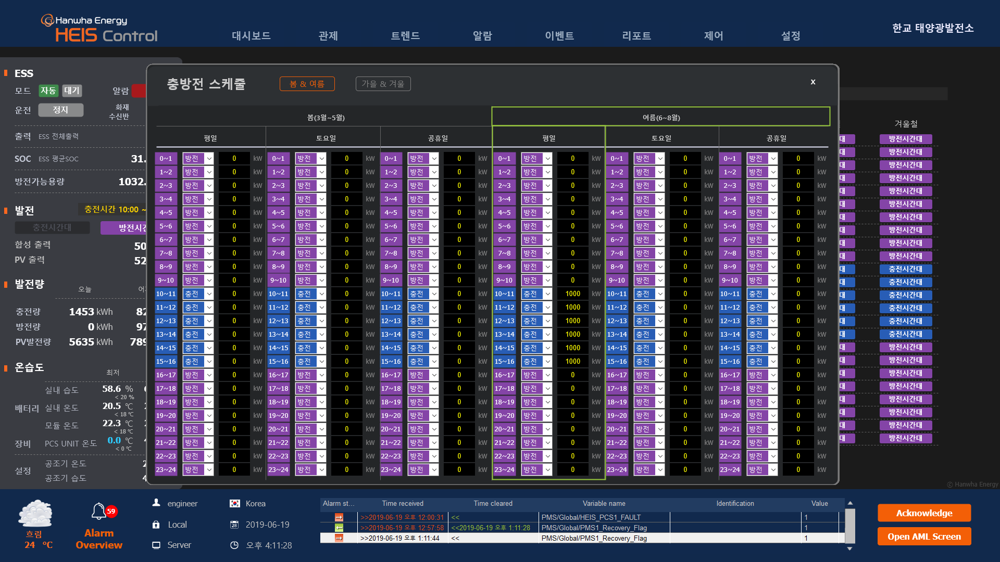 Hanwha Energy
HEIS Control
대시보드 관제 트렌드 알람 이벤트 리포트 제어 설정
한교 태양광발전소
ESS
모드 자동 대기 알람
운전 정지 화재
수신반
출력 ESS 전체출력
SOC ESS 평균SOC 31.
방전가능용량 1032.
발전 충전시간 10:00 ~
충전시간대 방전시간
합성 출력 50
PV 출력 52
발전량 오늘 어
충전량 1453 kWh 82
방전량 0 kWh 97
PV발전량 5635 kWh 789
온습도 최저
실내 습도 58.6 %
< 20 %
배터리 실내 온도 20.5 ℃
< 18 ℃
모듈 온도 22.3 ℃
< 18 ℃
장비 PCS UNIT 온도 0.0 ℃
< 0 ℃
설정 공조기 온도 2
공조기 습도 4
충방전 스케줄 봄 & 여름 가을 & 겨울 x
봄(3월~5월) 여름(6~8월)
평일 토요일 공휴일 평일 토요일 공휴일
0~1 방전 0 kW 0~1 방전 0 kW 0~1 방전 0 kW 0~1 방전 0 kW 0~1 방전 0 kW 0~1 방전 0 kW
1~2 방전 0 kW 1~2 방전 0 kW 1~2 방전 0 kW 1~2 방전 0 kW 1~2 방전 0 kW 1~2 방전 0 kW
2~3 방전 0 kW 2~3 방전 0 kW 2~3 방전 0 kW 2~3 방전 0 kW 2~3 방전 0 kW 2~3 방전 0 kW
3~4 방전 0 kW 3~4 방전 0 kW 3~4 방전 0 kW 3~4 방전 0 kW 3~4 방전 0 kW 3~4 방전 0 kW
4~5 방전 0 kW 4~5 방전 0 kW 4~5 방전 0 kW 4~5 방전 0 kW 4~5 방전 0 kW 4~5 방전 0 kW
5~6 방전 0 kW 5~6 방전 0 kW 5~6 방전 0 kW 5~6 방전 0 kW 5~6 방전 0 kW 5~6 방전 0 kW
6~7 방전 0 kW 6~7 방전 0 kW 6~7 방전 0 kW 6~7 방전 0 kW 6~7 방전 0 kW 6~7 방전 0 kW
7~8 방전 0 kW 7~8 방전 0 kW 7~8 방전 0 kW 7~8 방전 0 kW 7~8 방전 0 kW 7~8 방전 0 kW
8~9 방전 0 kW 8~9 방전 0 kW 8~9 방전 0 kW 8~9 방전 0 kW 8~9 방전 0 kW 8~9 방전 0 kW
9~10 방전 0 kW 9~10 방전 0 kW 9~10 방전 0 kW 9~10 방전 0 kW 9~10 방전 0 kW 9~10 방전 0 kW
10~11 충전 0 kW 10~11 충전 0 kW 10~11 충전 0 kW 10~11 충전 1000 kW 10~11 충전 0 kW 10~11 충전 0 kW
11~12 충전 0 kW 11~12 충전 0 kW 11~12 충전 0 kW 11~12 충전 1000 kW 11~12 충전 0 kW 11~12 충전 0 kW
12~13 충전 0 kW 12~13 충전 0 kW 12~13 충전 0 kW 12~13 충전 1000 kW 12~13 충전 0 kW 12~13 충전 0 kW
13~14 충전 0 kW 13~14 충전 0 kW 13~14 충전 0 kW 13~14 충전 1000 kW 13~14 충전 0 kW 13~14 충전 0 kW
14~15 충전 0 kW 14~15 충전 0 kW 14~15 충전 0 kW 14~15 충전 1000 kW 14~15 충전 0 kW 14~15 충전 0 kW
15~16 충전 0 kW 15~16 충전 0 kW 15~16 충전 0 kW 15~16 충전 1000 kW 15~16 충전 0 kW 15~16 충전 0 kW
16~17 방전 0 kW 16~17 방전 0 kW 16~17 방전 0 kW 16~17 방전 0 kW 16~17 방전 0 kW 16~17 방전 0 kW
17~18 방전 0 kW 17~18 방전 0 kW 17~18 방전 0 kW 17~18 방전 0 kW 17~18 방전 0 kW 17~18 방전 0 kW
18~19 방전 0 kW 18~19 방전 0 kW 18~19 방전 0 kW 18~19 방전 0 kW 18~19 방전 0 kW 18~19 방전 0 kW
19~20 방전 0 kW 19~20 방전 0 kW 19~20 방전 0 kW 19~20 방전 0 kW 19~20 방전 0 kW 19~20 방전 0 kW
20~21 방전 0 kW 20~21 방전 0 kW 20~21 방전 0 kW 20~21 방전 0 kW 20~21 방전 0 kW 20~21 방전 0 kW
21~22 방전 0 kW 21~22 방전 0 kW 21~22 방전 0 kW 21~22 방전 0 kW 21~22 방전 0 kW 21~22 방전 0 kW
22~23 방전 0 kW 22~23 방전 0 kW 22~23 방전 0 kW 22~23 방전 0 kW 22~23 방전 0 kW 22~23 방전 0 kW
23~24 방전 0 kW 23~24 방전 0 kW 23~24 방전 0 kW 23~24 방전 0 kW 23~24 방전 0 kW 23~24 방전 0 kW
겨울철
대 방전시간대
대 방전시간대
대 방전시간대
대 방전시간대
대 방전시간대
대 방전시간대
대 방전시간대
대 방전시간대
대 방전시간대
대 방전시간대
대 충전시간대
대 충전시간대
대 충전시간대
대 충전시간대
대 충전시간대
대 충전시간대
대 방전시간대
대 방전시간대
대 방전시간대
대 방전시간대
대 방전시간대
대 방전시간대
대 방전시간대
대 방전시간대
© Hanwha Energy
흐림
24 ℃
59
Alarm
Overview
engineer Korea
Local 28 2019-06-19
Server 오후 4:11:28
Alarm st... Time received Time cleared Variable name Identification Value
>>2019-06-19 오후 12:00:31 << PMS/Global/HEIS_PCS1_FAULT 1
>>2019-06-19 오후 12:57:58 <<2019-06-19 오후 1:11:28 PMS/Global/PMS1_Recovery_Flag 1
>>2019-06-19 오후 1:11:44 << PMS/Global/PMS1_Recovery_Flag 1
Acknowledge
Open AML Screen